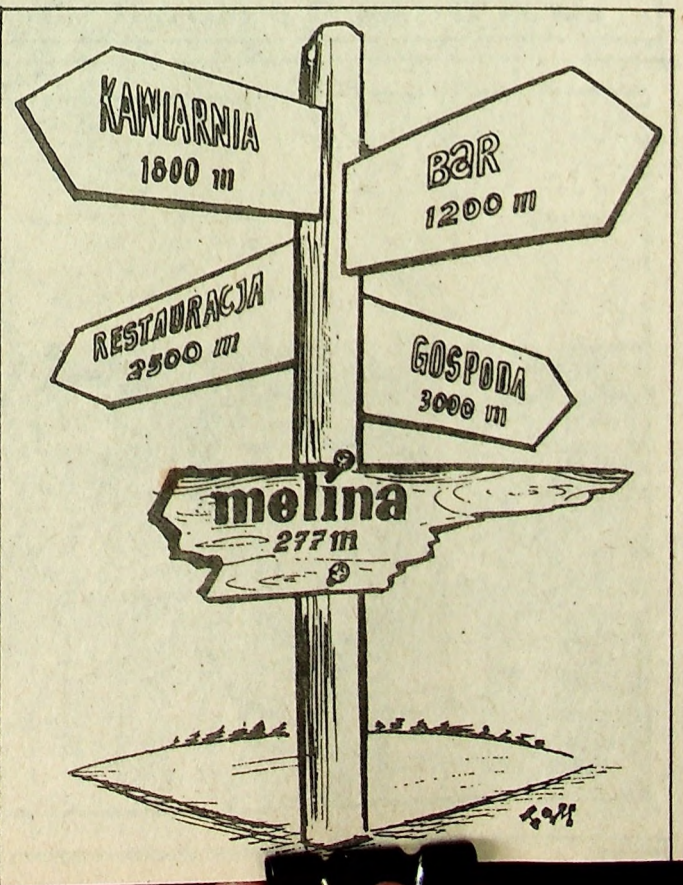 KAWIARNIA
1800 m
BaR
1200 m
RESTAURACJA
2500 m
GOSPODA
3000 m
melina
277 m